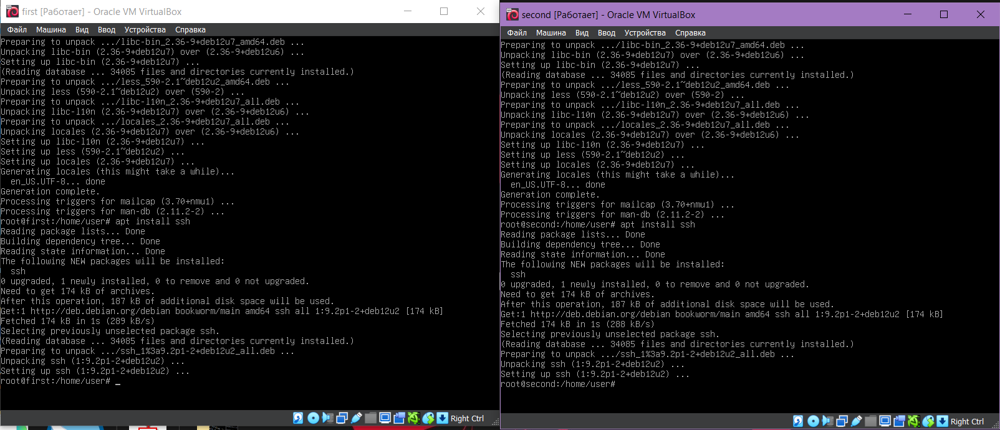 first [Работает] - Oracle VM VirtualBox
Файл Машина Вид Ввод Устройства Справка
Preparing to unpack .../libc-bin_2.36-9+deb12u7_amd64.deb ...
Unpacking libc-bin (2.36-9+deb12u7) over (2.36-9+deb12u6) ...
Setting up libc-bin (2.36-9+deb12u7) ...
(Reading database ... 34085 files and directories currently installed.)
Preparing to unpack .../less_590-2.1~deb12u2_amd64.deb ...
Unpacking less (590-2.1~deb12u2) over (590-2) ...
Preparing to unpack .../libc-l10n_2.36-9+deb12u7_all.deb ...
Unpacking libc-l10n (2.36-9+deb12u7) over (2.36-9+deb12u6) ...
Preparing to unpack .../locales_2.36-9+deb12u7_all.deb ...
Unpacking locales (2.36-9+deb12u7) over (2.36-9+deb12u6) ...
Setting up libc-l10n (2.36-9+deb12u7) ...
Setting up less (590-2.1~deb12u2) ...
Setting up locales (2.36-9+deb12u7) ...
Generating locales (this might take a while)...
  en_US.UTF-8... done
Generation complete.
Processing triggers for mailcap (3.70+nmu1) ...
Processing triggers for man-db (2.11.2-2) ...
root@first:/home/user# apt install ssh
Reading package lists... Done
Building dependency tree... Done
Reading state information... Done
The following NEW packages will be installed:
  ssh
0 upgraded, 1 newly installed, 0 to remove and 0 not upgraded.
Need to get 174 kB of archives.
After this operation, 187 kB of additional disk space will be used.
Get:1 http://deb.debian.org/debian bookworm/main amd64 ssh all 1:9.2p1-2+deb12u2 [174 kB]
Fetched 174 kB in 1s (289 kB/s)
Selecting previously unselected package ssh.
(Reading database ... 34085 files and directories currently installed.)
Preparing to unpack .../ssh_1%3a9.2p1-2+deb12u2_all.deb ...
Unpacking ssh (1:9.2p1-2+deb12u2) ...
Setting up ssh (1:9.2p1-2+deb12u2) ...
root@first:/home/user# _
Right Ctrl
second [Работает] - Oracle VM VirtualBox
Файл Машина Вид Ввод Устройства Справка
Preparing to unpack .../libc-bin_2.36-9+deb12u7_amd64.deb ...
Unpacking libc-bin (2.36-9+deb12u7) over (2.36-9+deb12u6) ...
Setting up libc-bin (2.36-9+deb12u7) ...
(Reading database ... 34085 files and directories currently installed.)
Preparing to unpack .../less_590-2.1~deb12u2_amd64.deb ...
Unpacking less (590-2.1~deb12u2) over (590-2) ...
Preparing to unpack .../libc-l10n_2.36-9+deb12u7_all.deb ...
Unpacking libc-l10n (2.36-9+deb12u7) over (2.36-9+deb12u6) ...
Preparing to unpack .../locales_2.36-9+deb12u7_all.deb ...
Unpacking locales (2.36-9+deb12u7) over (2.36-9+deb12u6) ...
Setting up libc-l10n (2.36-9+deb12u7) ...
Setting up less (590-2.1~deb12u2) ...
Setting up locales (2.36-9+deb12u7) ...
Generating locales (this might take a while)...
  en_US.UTF-8... done
Generation complete.
Processing triggers for mailcap (3.70+nmu1) ...
Processing triggers for man-db (2.11.2-2) ...
root@second:/home/user# apt install ssh
Reading package lists... Done
Building dependency tree... Done
Reading state information... Done
The following NEW packages will be installed:
  ssh
0 upgraded, 1 newly installed, 0 to remove and 0 not upgraded.
Need to get 174 kB of archives.
After this operation, 187 kB of additional disk space will be used.
Get:1 http://deb.debian.org/debian bookworm/main amd64 ssh all 1:9.2p1-2+deb12u2 [174 kB]
Fetched 174 kB in 1s (288 kB/s)
Selecting previously unselected package ssh.
(Reading database ... 34085 files and directories currently installed.)
Preparing to unpack .../ssh_1%3a9.2p1-2+deb12u2_all.deb ...
Unpacking ssh (1:9.2p1-2+deb12u2) ...
Setting up ssh (1:9.2p1-2+deb12u2) ...
root@second:/home/user#
Right Ctrl